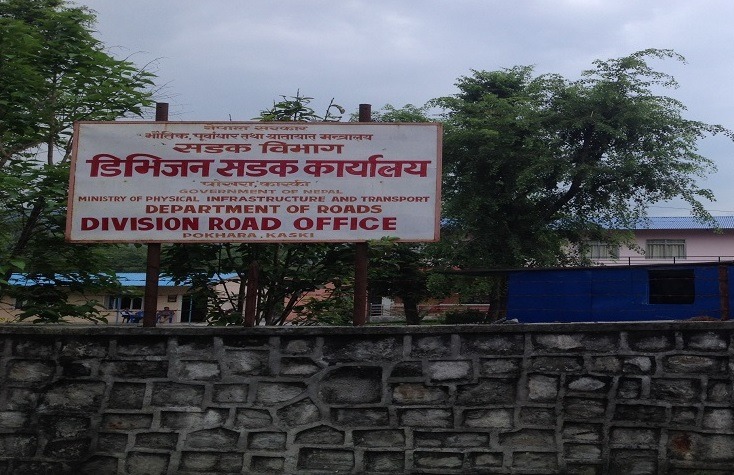 नेपाल सरकार
भौतिक पूर्वाधार तथा यातायात मन्त्रालय
सडक विभाग
डिभिजन सडक कार्यालय
पोखरा, कास्की
GOVERNMENT OF NEPAL
MINISTRY OF PHYSICAL INFRASTRUCTURE AND TRANSPORT
DEPARTMENT OF ROADS
DIVISION ROAD OFFICE
POKHARA, KASKI